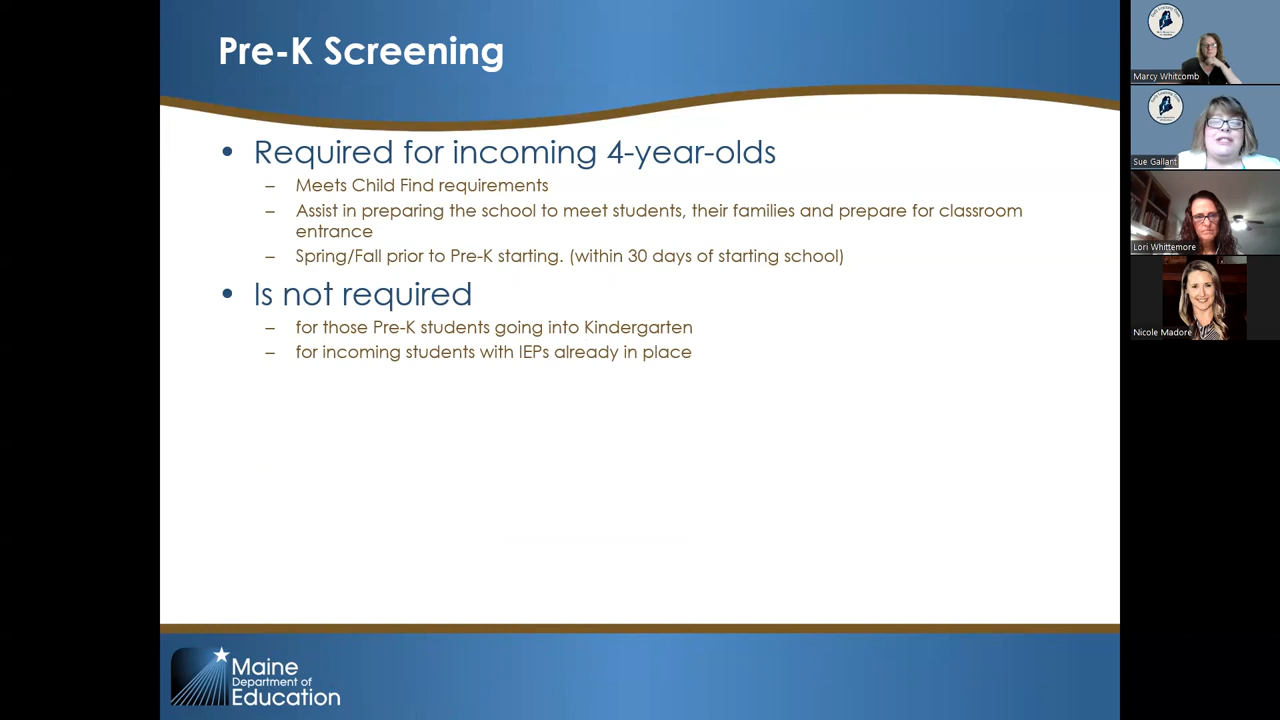 Pre-K Screening
• Required for incoming 4-year-olds
– Meets Child Find requirements
– Assist in preparing the school to meet students, their families and prepare for classroom
entrance
– Spring/Fall prior to Pre-K starting. (within 30 days of starting school)
• Is not required
– for those Pre-K students going into Kindergarten
– for incoming students with IEPs already in place
Maine
Department of
Education
Marcy Whitcomb
Sue Gallant
Lori Whittemore
Nicole Madore